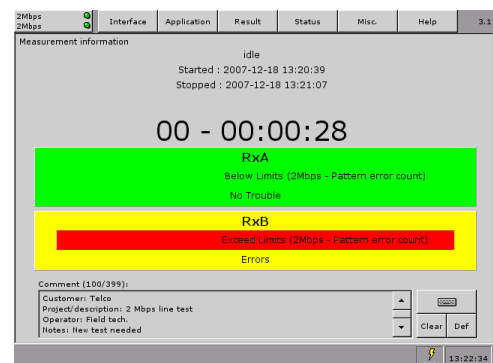 2Mbps
2Mbps
Interface Application Result Status Misc. Help 3.1
Measurement information
idle
Started : 2007-12-18 13:20:39
Stopped : 2007-12-18 13:21:07
00 - 00:00:28
RxA
Below Limits (2Mbps - Pattern error count)
No Trouble
RxB
Exceed Limits (2Mbps - Pattern error count)
Errors
Comment (100/399):
Customer: Telco
Project/description: 2 Mbps line test
Operator: Field tech.
Notes: New test needed
Clear Def
13:22:34